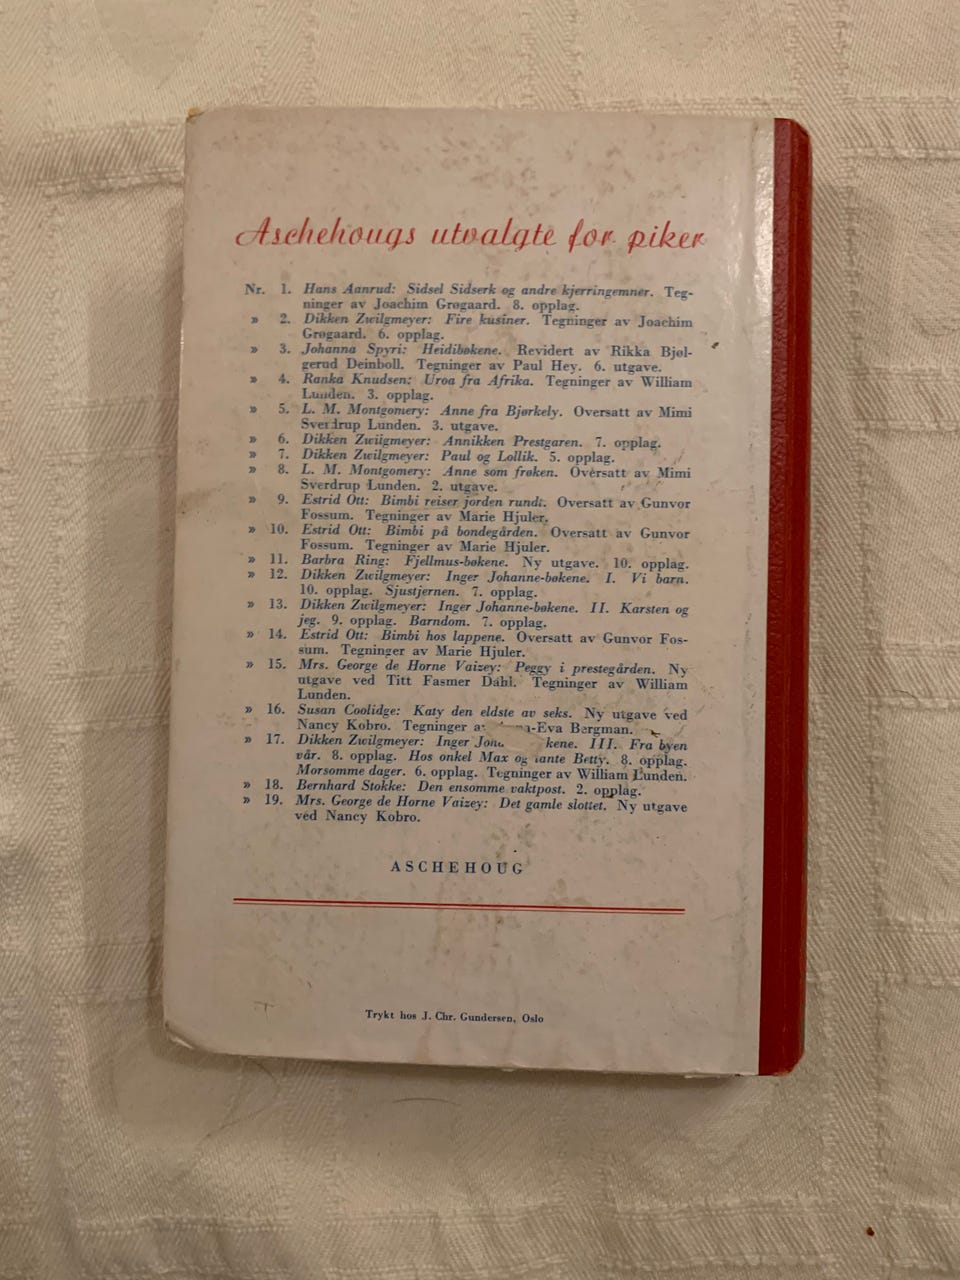 Aschehougs utvalgte for piker
Nr. 1. Hans Aanrud: Sidsel Sidserk og andre kjerringemner. Teg-
ninger av Joachim Grøgaard. 8. opplag.
» 2. Dikken Zwilgmeyer: Fire kusiner. Tegninger av Joachim
Grøgaard. 6. opplag.
» 3. Johanna Spyri: Heidibøkene. Revidert av Rikka Bjøl-
gerud Deinboll. Tegninger av Paul Hey. 6. utgave.
» 4. Ranka Knudsen: Uroa fra Afrika. Tegninger av William
Lunden. 3. opplag.
» 5. L. M. Montgomery: Anne fra Bjørkely. Oversatt av Mimi
Sverdrup Lunden. 3. utgave.
» 6. Dikken Zwilgmeyer: Annikken Prestgaren. 7. opplag.
» 7. Dikken Zwilgmeyer: Paul og Lollik. 5. opplag.
» 8. L. M. Montgomery: Anne som frøken. Oversatt av Mimi
Sverdrup Lunden. 2. utgave.
» 9. Estrid Ott: Bimbi reiser jorden rundt. Oversatt av Gunvor
Fossum. Tegninger av Marie Hjuler.
» 10. Estrid Ott: Bimbi på bondegården. Oversatt av Gunvor
Fossum. Tegninger av Marie Hjuler.
» 11. Barbra Ring: Fjellmus-bøkene. Ny utgave. 10. opplag.
» 12. Dikken Zwilgmeyer: Inger Johanne-bøkene. I. Vi barn.
10. opplag. Sjustjernen. 7. opplag.
» 13. Dikken Zwilgmeyer: Inger Johanne-bøkene. II. Karsten og
jeg. 9. opplag. Barndom. 7. opplag.
» 14. Estrid Ott: Bimbi hos lappene. Oversatt av Gunvor Fos-
sum. Tegninger av Marie Hjuler.
» 15. Mrs. George de Horne Vaizey: Peggy i prestegården. Ny
utgave ved Titt Fasmer Dahl. Tegninger av William
Lunden.
» 16. Susan Coolidge: Katy den eldste av seks. Ny utgave ved
Nancy Kobro. Tegninger a -Eva Bergman.
» 17. Dikken Zwilgmeyer: Inger Joha kene. III. Fra byen
vår. 8. opplag. Hos onkel Max og tante Betty. 8. opplag.
Morsomme dager. 6. opplag. Tegninger av William Lunden.
» 18. Bernhard Stokke: Den ensomme vaktpost. 2. opplag.
» 19. Mrs. George de Horne Vaizey: Det gamle slottet. Ny utgave
ved Nancy Kobro.
ASCHEHOUG
Trykt hos J. Chr. Gundersen, Oslo